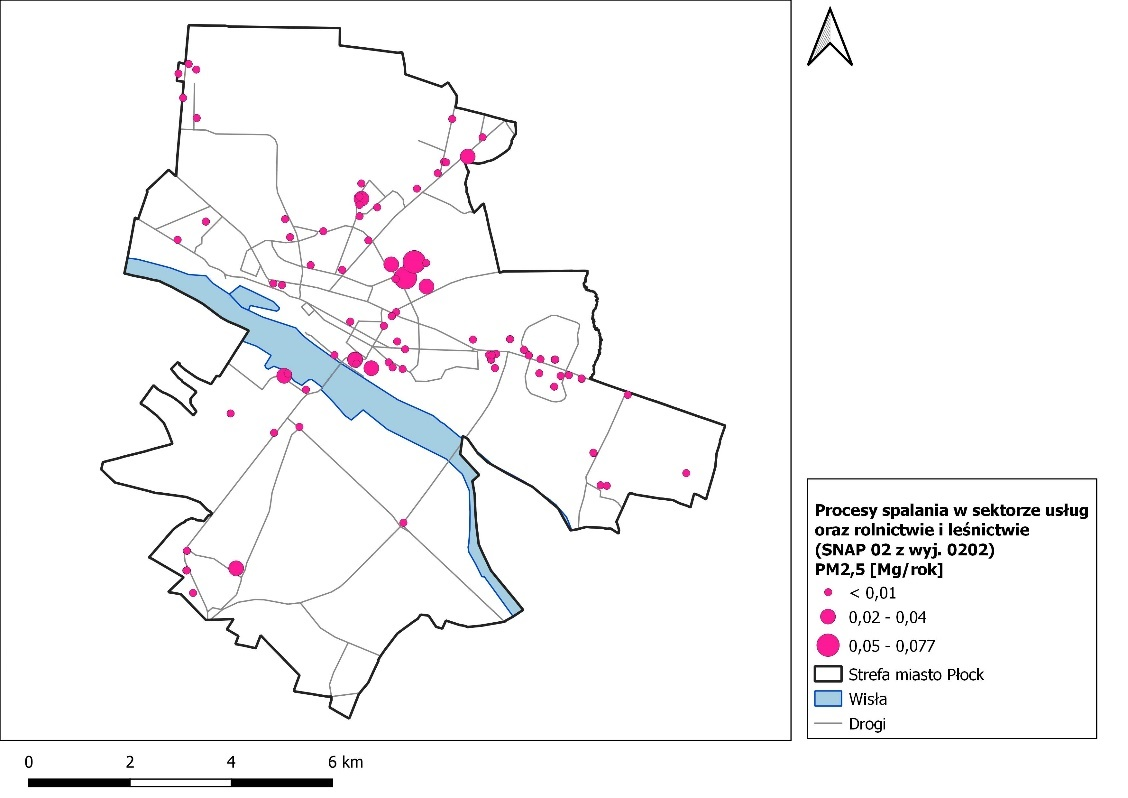 Procesy spalania w sektorze usług
oraz rolnictwie i leśnictwie
(SNAP 02 z wyj. 0202)
PM2,5 [Mg/rok]
< 0,01
0,02 - 0,04
0,05 - 0,077
Strefa miasto Płock
Wisła
Drogi
0 2 4 6 km